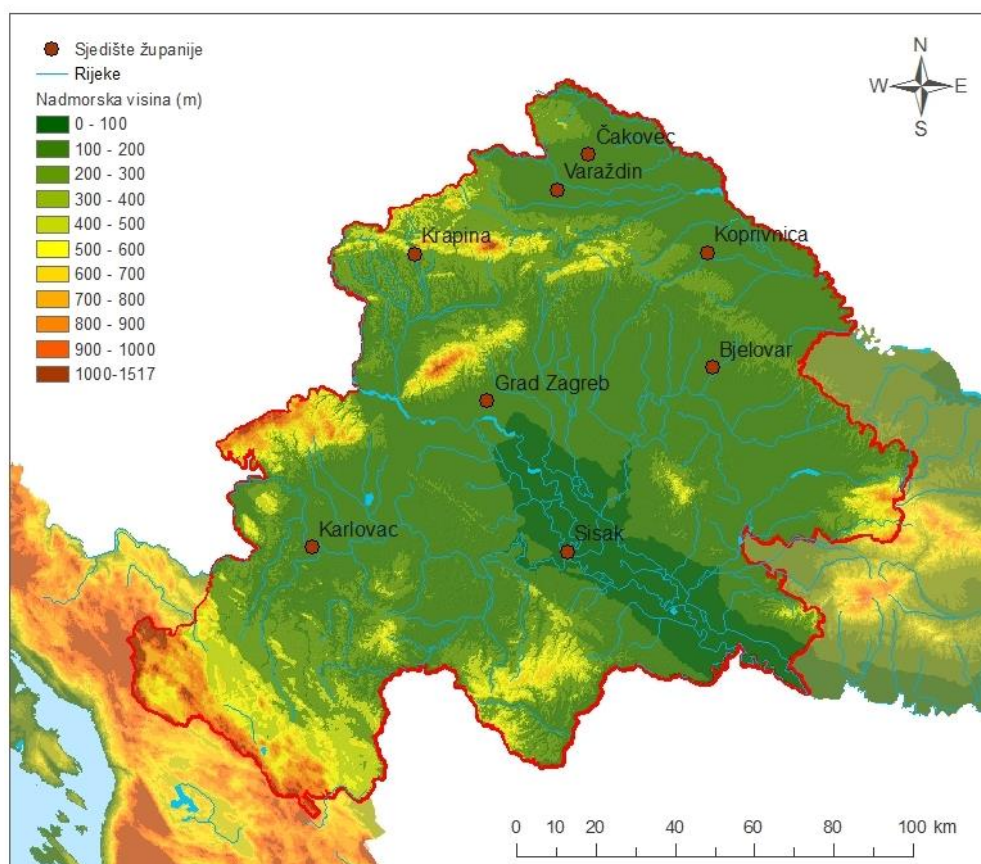 Sjedište županije
Rijeke
Nadmorska visina (m)
0 - 100
100 - 200
200 - 300
300 - 400
400 - 500
500 - 600
600 - 700
700 - 800
800 - 900
900 - 1000
1000-1517
N
W E
S
Čakovec
Varaždin
Krapina
Koprivnica
Bjelovar
Grad Zagreb
Karlovac
Sisak
0 10 20 40 60 80 100 km